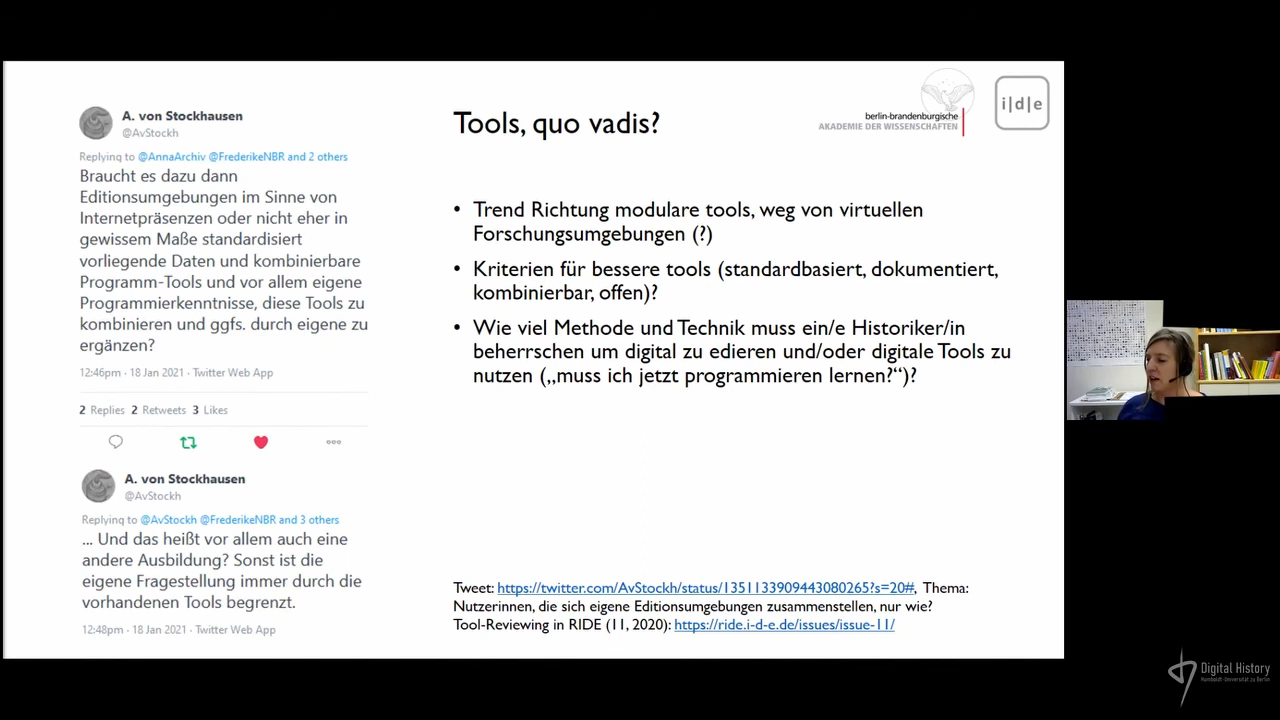 A. von Stockhausen
@AvStockh
Replying to @AnnaArchiv @FrederikeNBR and 2 others
Braucht es dazu dann
Editionsumgebungen im Sinne von
Internetpräsenzen oder nicht eher in
gewissem Maße standardisiert
vorliegende Daten und kombinierbare
Programm-Tools und vor allem eigene
Programmierkenntnisse, diese Tools zu
kombinieren und ggfs. durch eigene zu
ergänzen?
12:46pm · 18 Jan 2021 · Twitter Web App
2 Replies 2 Retweets 3 Likes
A. von Stockhausen
@AvStockh
Replying to @AvStockh @FrederikeNBR and 3 others
... Und das heißt vor allem auch eine
andere Ausbildung? Sonst ist die
eigene Fragestellung immer durch die
vorhandenen Tools begrenzt.
12:48pm · 18 Jan 2021 · Twitter Web App
Tools, quo vadis?
berlin-brandenburgische
AKADEMIE DER WISSENSCHAFTEN
i|d|e
• Trend Richtung modulare tools, weg von virtuellen
Forschungsumgebungen (?)
• Kriterien für bessere tools (standardbasiert, dokumentiert,
kombinierbar, offen)?
• Wie viel Methode und Technik muss ein/e Historiker/in
beherrschen um digital zu edieren und/oder digitale Tools zu
nutzen („muss ich jetzt programmieren lernen?“)?
Tweet: https://twitter.com/AvStockh/status/1351133909443080265?s=20#, Thema:
Nutzerinnen, die sich eigene Editionsumgebungen zusammenstellen, nur wie?
Tool-Reviewing in RIDE (11, 2020): https://ride.i-d-e.de/issues/issue-11/
Digital History
Humboldt-Universität zu Berlin